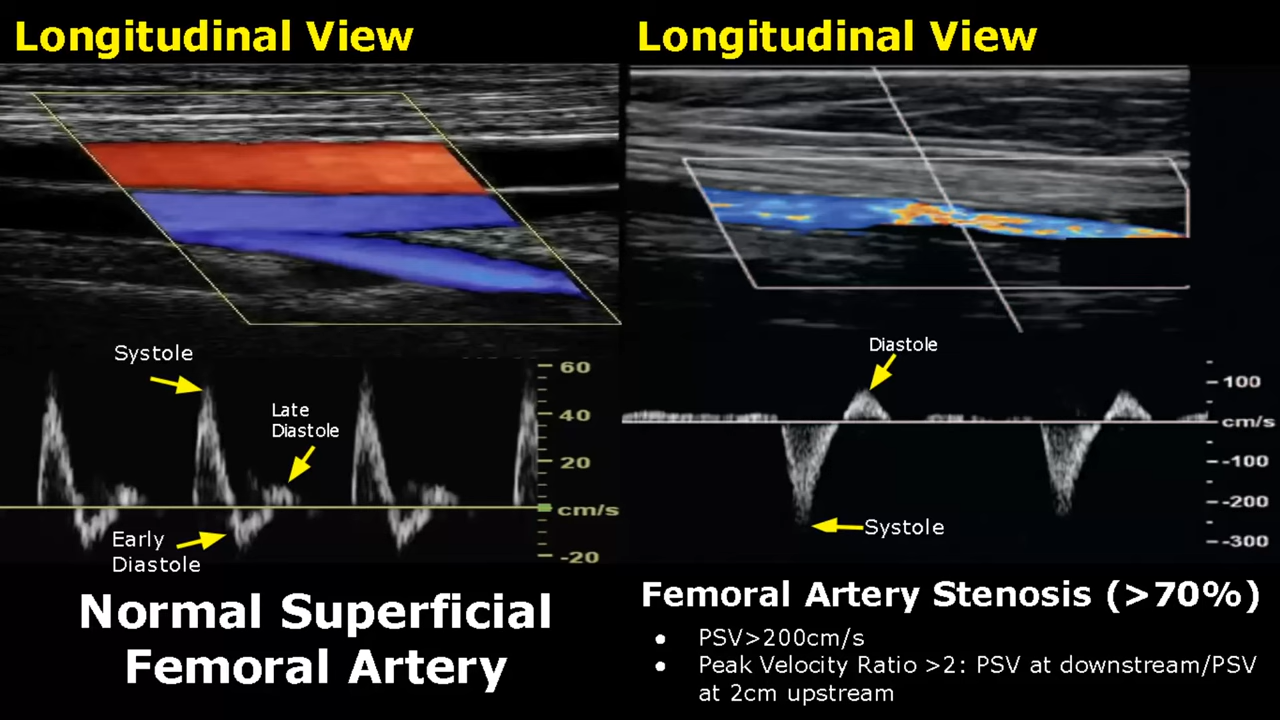 Longitudinal View
Systole
Late
Diastole
Early
Diastole
60
40
20
cm/s
-20
Normal Superficial
Femoral Artery
Longitudinal View
Diastole
Systole
100
cm/s
-100
-200
-300
Femoral Artery Stenosis (>70%)
• PSV>200cm/s
• Peak Velocity Ratio >2: PSV at downstream/PSV
at 2cm upstream